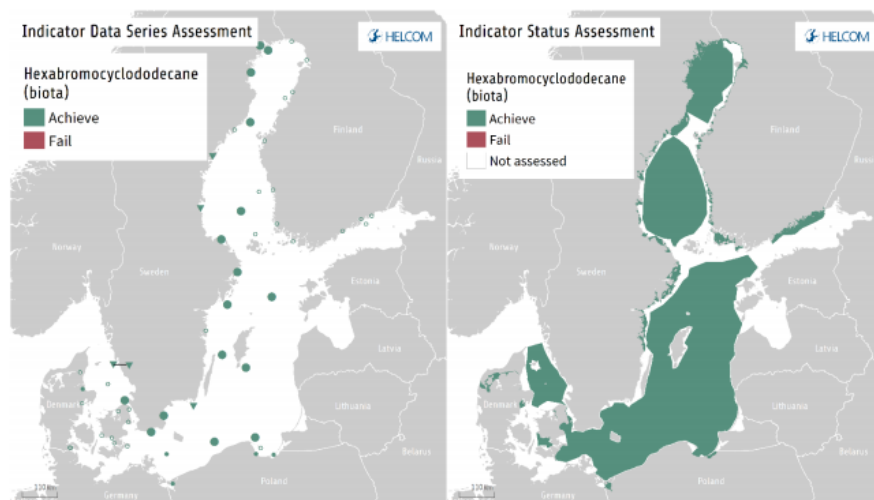 Indicator Data Series Assessment
HELCOM
Hexabromocyclododecane
(biota)
Achieve
Fail
Finland
Russia
Norway
Sweden
Estonia
Latvia
Denmark
Lithuania
Belarus
Poland
Germany
Indicator Status Assessment
HELCOM
Hexabromocyclododecane
(biota)
Achieve
Fail
Not assessed
Finland
Russia
Norway
Sweden
Estonia
Latvia
Denmark
Lithuania
Belarus
Poland
Germany